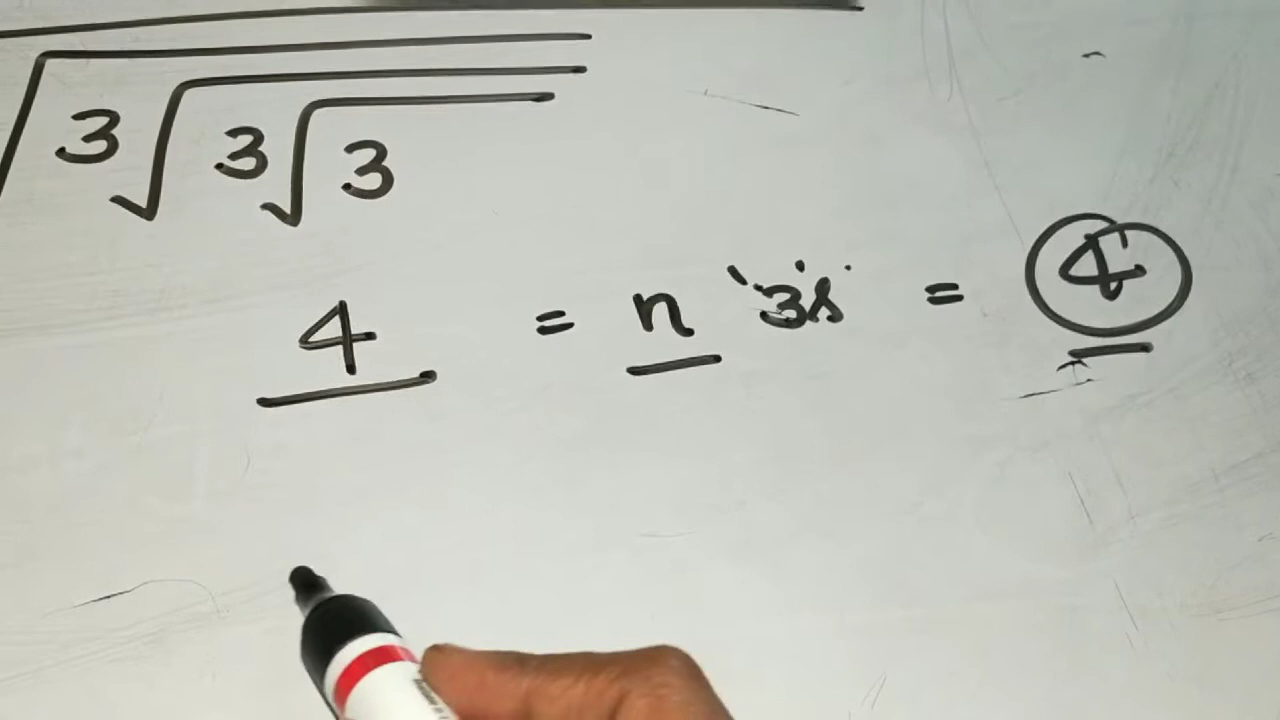 √3√3√3
4 = n '3s' = 4